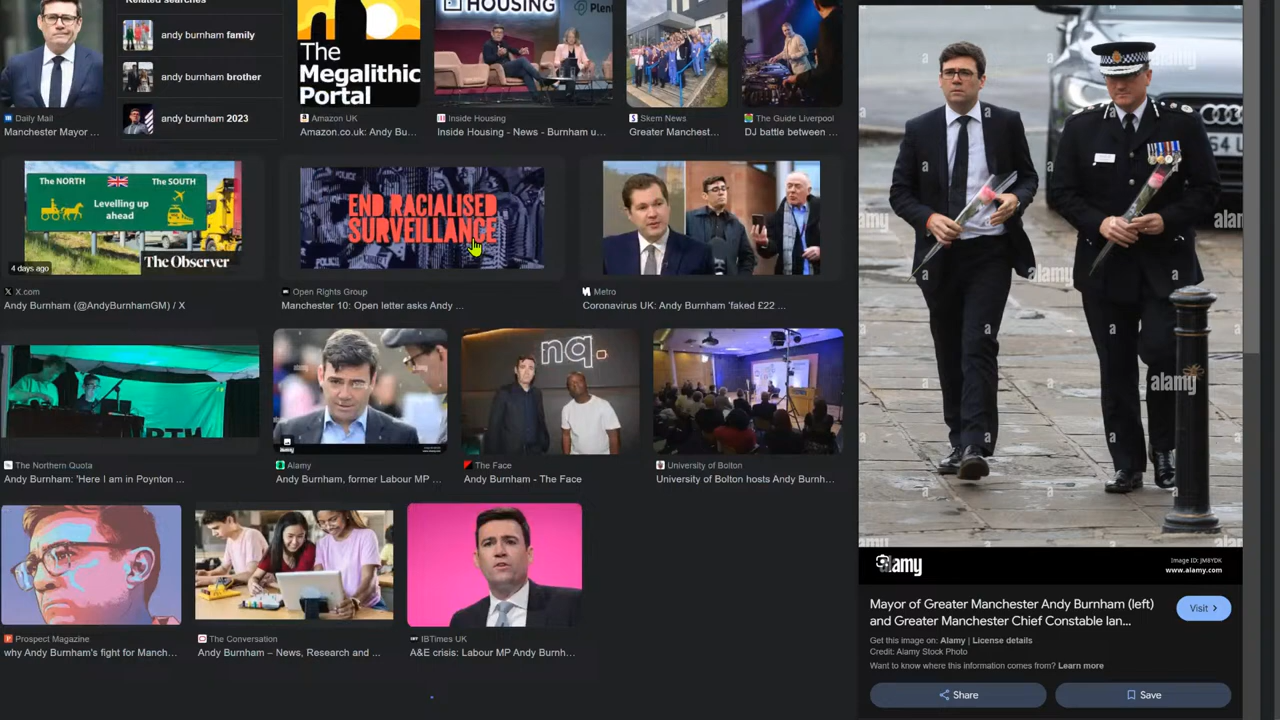 Related searches
andy burnham family
andy burnham brother
andy burnham 2023
The
Megalithic
Portal
HOUSING
Daily Mail
Manchester Mayor ...
Amazon UK
Amazon.co.uk: Andy Bu...
Inside Housing
Inside Housing - News - Burnham u...
Skem News
Greater Manchest...
The Guide Liverpool
DJ battle between ...
The NORTH
The SOUTH
Levelling up
ahead
The Observer
4 days ago
END RACIALISED
SURVEILLANCE
X.com
Andy Burnham (@AndyBurnhamGM) / X
Open Rights Group
Manchester 10: Open letter asks Andy ...
Metro
Coronavirus UK: Andy Burnham 'faked £22 ...
nq.
The Northern Quota
Andy Burnham: 'Here I am in Poynton ...
Alamy
Andy Burnham, former Labour MP ...
The Face
Andy Burnham - The Face
University of Bolton
University of Bolton hosts Andy Burnh...
Prospect Magazine
why Andy Burnham's fight for Manch...
The Conversation
Andy Burnham – News, Research and ...
IBTimes UK
A&E crisis: Labour MP Andy Burnh...
alamy
alamy
alamy
alamy
alamy
Image ID: JM8YDK
www.alamy.com
Mayor of Greater Manchester Andy Burnham (left)
and Greater Manchester Chief Constable Ian...
Visit
Get this image on: Alamy | License details
Credit: Alamy Stock Photo
Want to know where this information comes from? Learn more
Share
Save